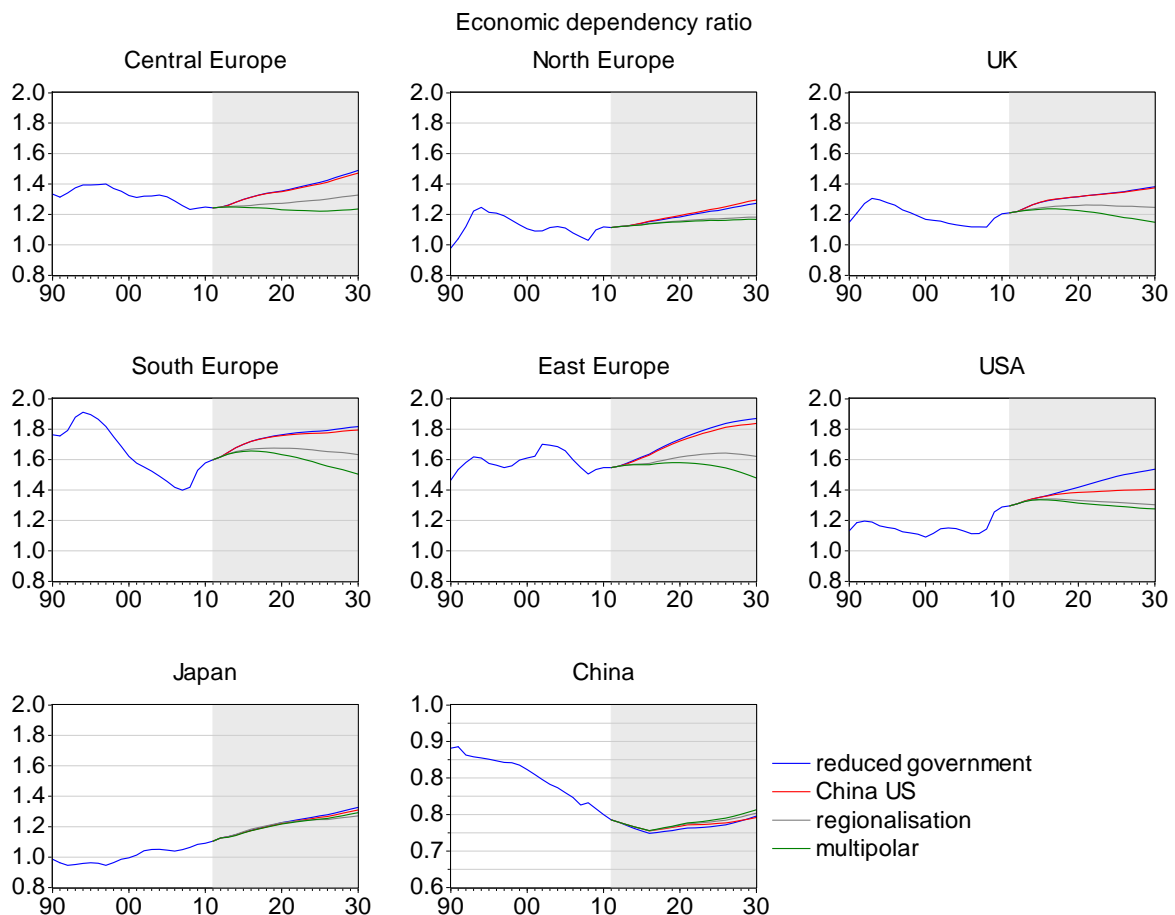 Economic dependency ratio
Central Europe
2.0
1.8
1.6
1.4
1.2
1.0
0.8
90 00 10 20 30
North Europe
2.0
1.8
1.6
1.4
1.2
1.0
0.8
90 00 10 20 30
UK
2.0
1.8
1.6
1.4
1.2
1.0
0.8
90 00 10 20 30
South Europe
2.0
1.8
1.6
1.4
1.2
1.0
0.8
90 00 10 20 30
East Europe
2.0
1.8
1.6
1.4
1.2
1.0
0.8
90 00 10 20 30
USA
2.0
1.8
1.6
1.4
1.2
1.0
0.8
90 00 10 20 30
Japan
2.0
1.8
1.6
1.4
1.2
1.0
0.8
90 00 10 20 30
China
1.0
0.9
0.8
0.8
0.7
0.6
90 00 10 20 30
reduced government
China US
regionalisation
multipolar